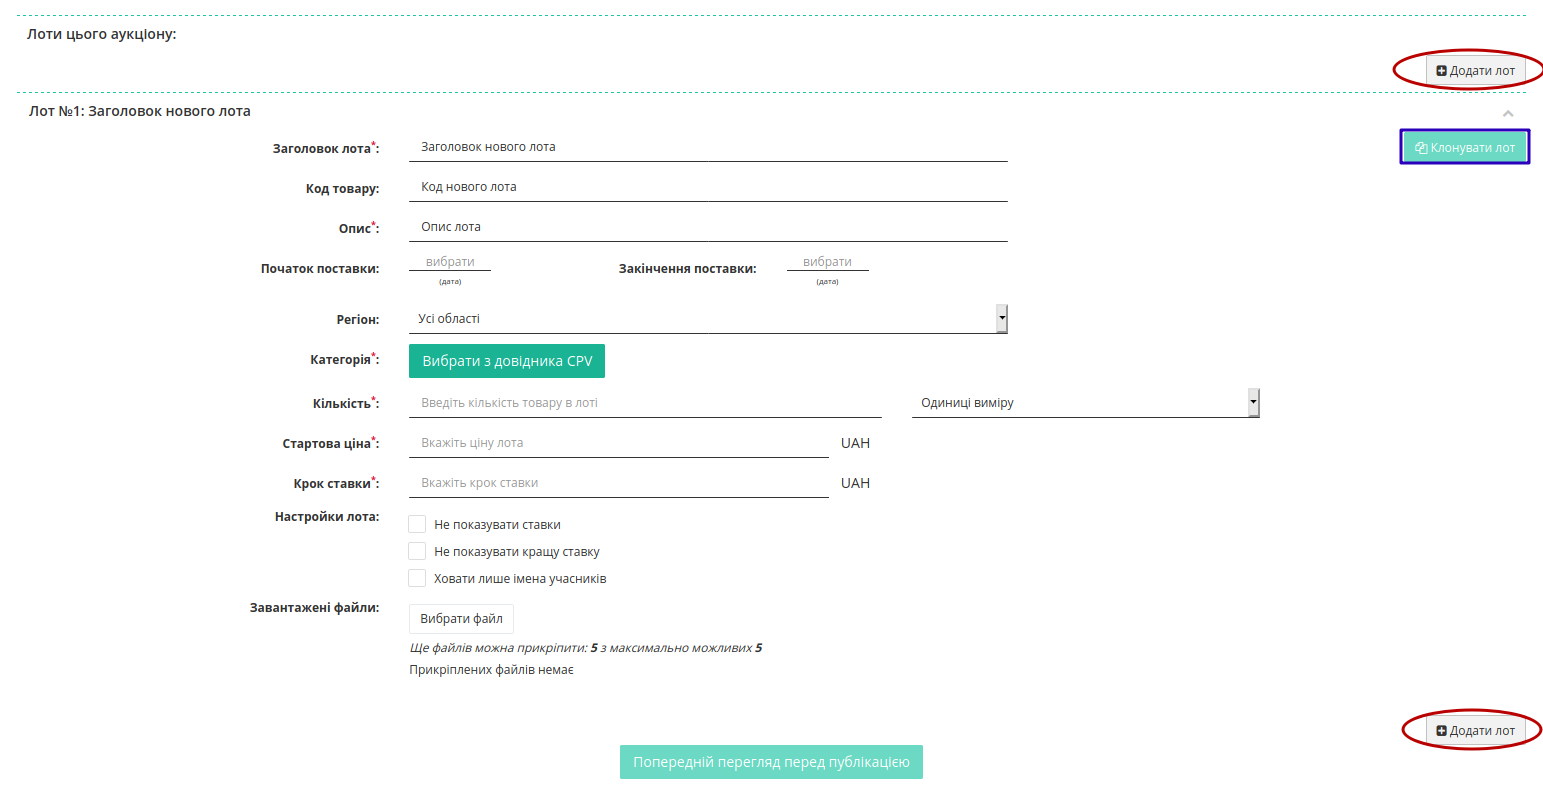 Лоти цього аукціону:
Додати лот
Лот №1: Заголовок нового лота
Заголовок лота*: Заголовок нового лота
Клонувати лот
Код товару: Код нового лота
Опис*: Опис лота
Початок поставки: вибрати Закінчення поставки: вибрати
(дата) (дата)
Регіон: Усі області
Категорія*: Вибрати з довідника CPV
Кількість*: Введіть кількість товару в лоті Одиниці виміру
Стартова ціна*: Вкажіть ціну лота UAH
Крок ставки*: Вкажіть крок ставки UAH
Настройки лота: Не показувати ставки
Не показувати кращу ставку
Ховати лише імена учасників
Завантажені файли: Вибрати файл
Ще файлів можна прикріпити: 5 з максимально можливих 5
Прикріплених файлів немає
Додати лот
Попередній перегляд перед публікацією